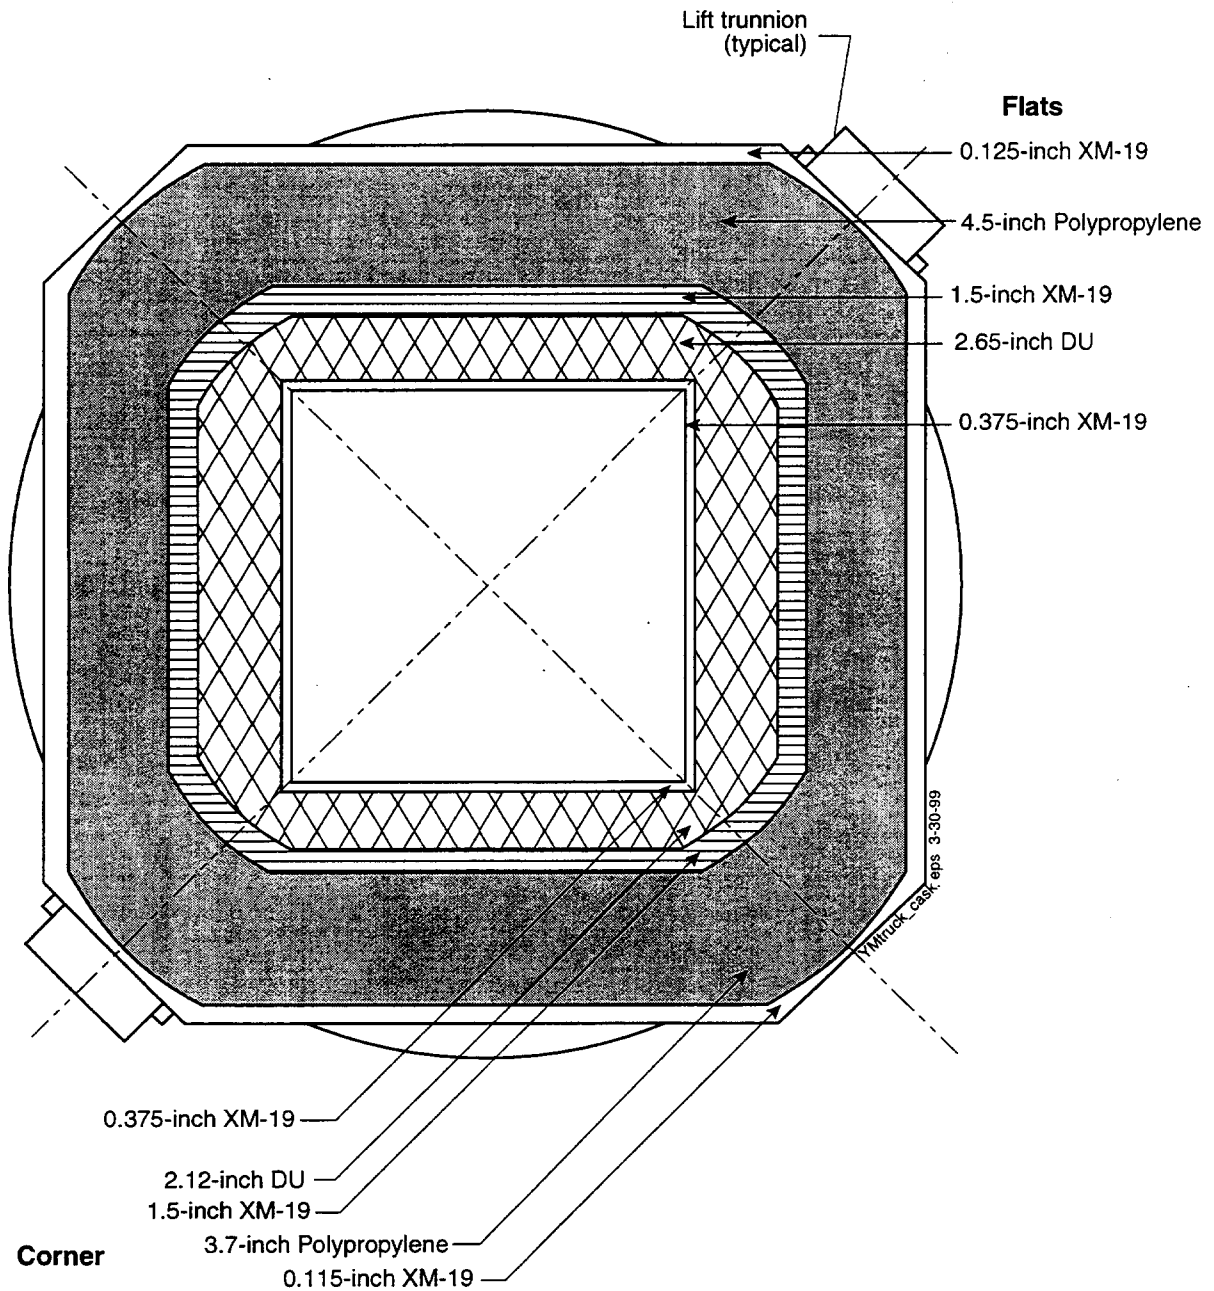 Lift trunnion
(typical)
Flats
0.125-inch XM-19
4.5-inch Polypropylene
1.5-inch XM-19
2.65-inch DU
0.375-inch XM-19
YMtruck_cask. eps 3-30-99
0.375-inch XM-19
2.12-inch DU
1.5-inch XM-19
3.7-inch Polypropylene
Corner
0.115-inch XM-19